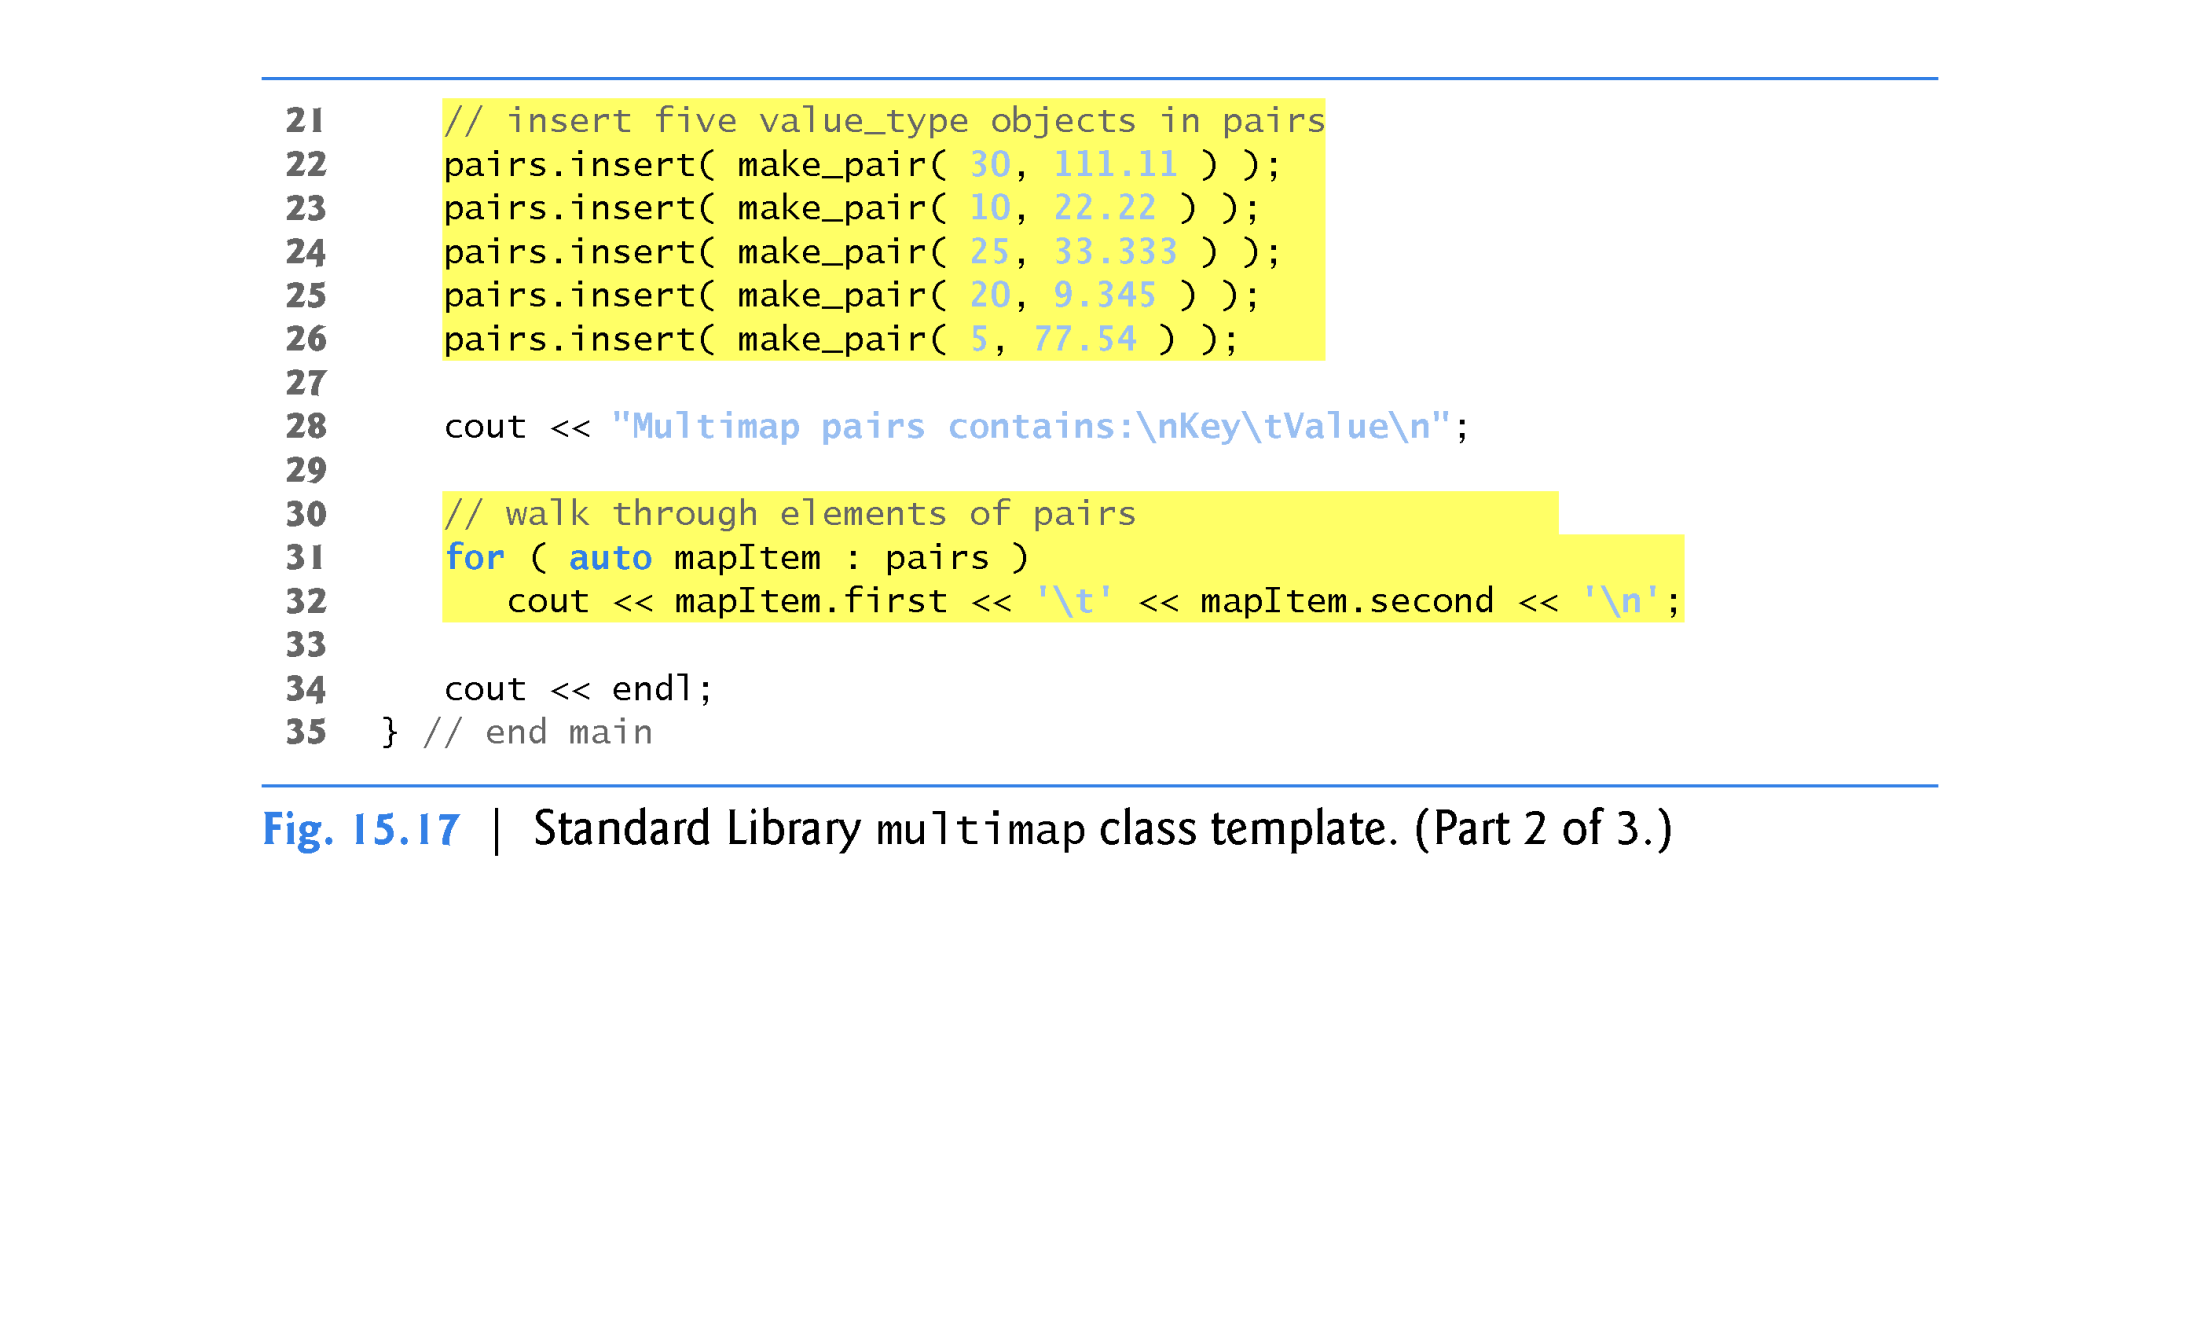 21 // insert five value_type objects in pairs
22 pairs.insert( make_pair( 30, 111.11 ) );
23 pairs.insert( make_pair( 10, 22.22 ) );
24 pairs.insert( make_pair( 25, 33.333 ) );
25 pairs.insert( make_pair( 20, 9.345 ) );
26 pairs.insert( make_pair( 5, 77.54 ) );
27
28 cout << "Multimap pairs contains:\nKey\tValue\n";
29
30 // walk through elements of pairs
31 for ( auto mapItem : pairs )
32 cout << mapItem.first << '\t' << mapItem.second << '\n';
33
34 cout << endl;
35 } // end main
Fig. 15.17 | Standard Library multimap class template. (Part 2 of 3.)